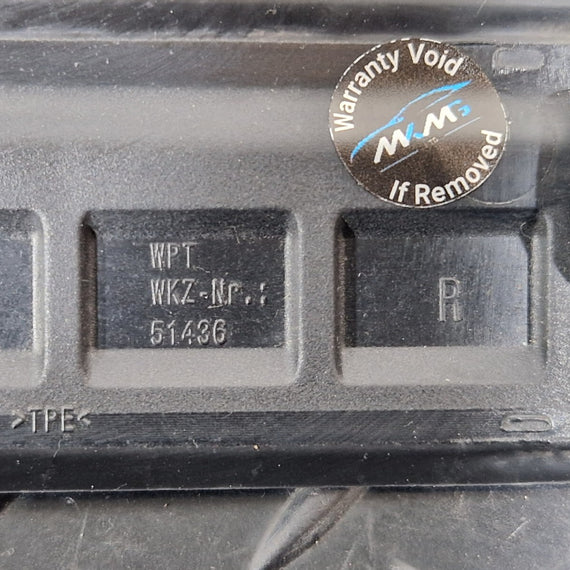 Warranty Void
If Removed
WPT
WKZ-Nr.:
51436
R
>TPE<